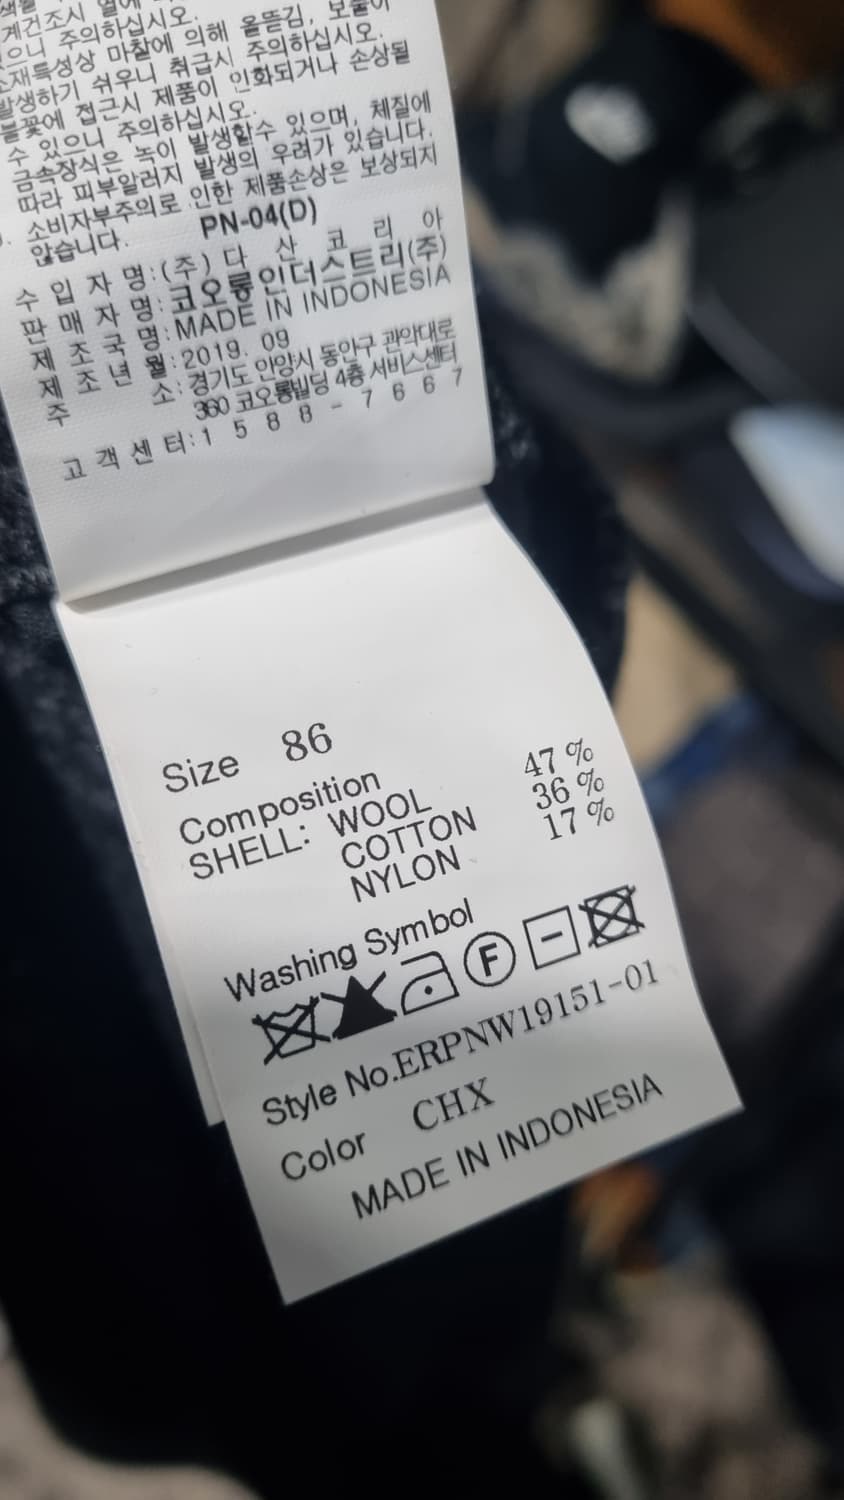 계건조시 열에
으니 주의하십시오.
소재특성상 마찰에 의해 올뜯김, 보풀이
발생하기 쉬우니 취급시 주의하십시오.
불꽃에 접근시 제품이 인화되거나 손상될
수 있으니 주의하십시오.
금속장식은 녹이 발생할수 있으며, 체질에
따라 피부알러지 발생의 우려가 있습니다.
소비자부주의로 인한 제품손상은 보상되지
않습니다.
PN-04(D)
수 입 자 명:(주) 다 산 코 리 아
판 매 자 명:코오롱인더스트리(주)
제 조 국 명:MADE IN INDONESIA
제 조 년 월:2019. 09
주 소:경기도 안양시 동안구 관악대로
360 코오롱빌딩 4층 서비스센터
고 객 센 터:1 5 8 8 - 7 6 6 7
Size 86
Composition
SHELL: WOOL 47 %
COTTON 36 %
NYLON 17 %
Washing Symbol
F
Style No.ERPNW19151-01
Color CHX
MADE IN INDONESIA